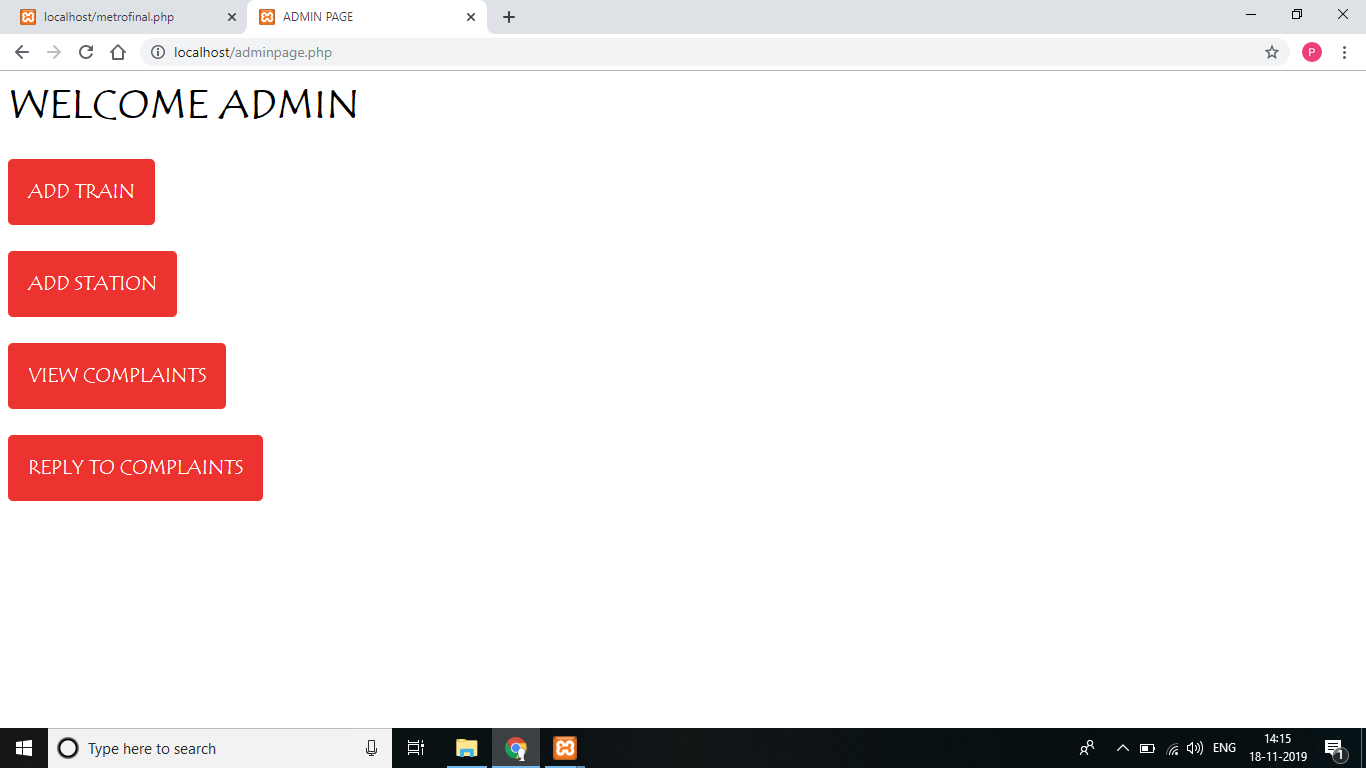 localhost/metrofinal.php
ADMIN PAGE
localhost/adminpage.php
P
WELCOME ADMIN
ADD TRAIN
ADD STATION
VIEW COMPLAINTS
REPLY TO COMPLAINTS
Type here to search
ENG
14:15
18-11-2019
1